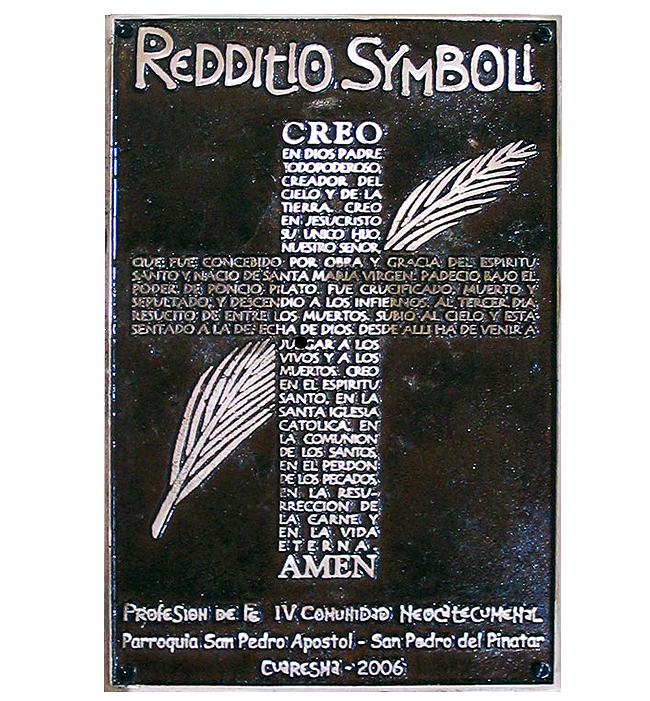 REDDITIO SYMBOLI
CREO
EN DIOS PADRE
TODOPODEROSO,
CREADOR DEL
CIELO Y DE LA
TIERRA. CREO
EN JESUCRISTO
SU UNICO HIJO,
NUESTRO SEÑOR,
QUE FUE CONCEBIDO POR OBRA Y GRACIA DEL ESPIRITU
SANTO Y NACIO DE SANTA MARIA VIRGEN. PADECIO BAJO EL
PODER DE PONCIO PILATO. FUE CRUCIFICADO, MUERTO Y
SEPULTADO, Y DESCENDIO A LOS INFIERNOS. AL TERCER DIA,
RESUCITO DE ENTRE LOS MUERTOS. SUBIO AL CIELO Y ESTA
SENTADO A LA DERECHA DE DIOS. DESDE ALLI HA DE VENIR A
JUZGAR A LOS
VIVOS Y A LOS
MUERTOS. CREO
EN EL ESPIRITU
SANTO, EN LA
SANTA IGLESIA
CATOLICA, EN
LA COMUNION
DE LOS SANTOS,
EN EL PERDON
DE LOS PECADOS,
EN LA RESU-
RRECCION DE
LA CARNE Y
EN LA VIDA
ETERNA.
AMEN
PROFESION DE FE IV COMUNIDAD NEOCATECUMENAL
Parroquia San Pedro Apostol - San Pedro del Pinatar
CUARESMA - 2006